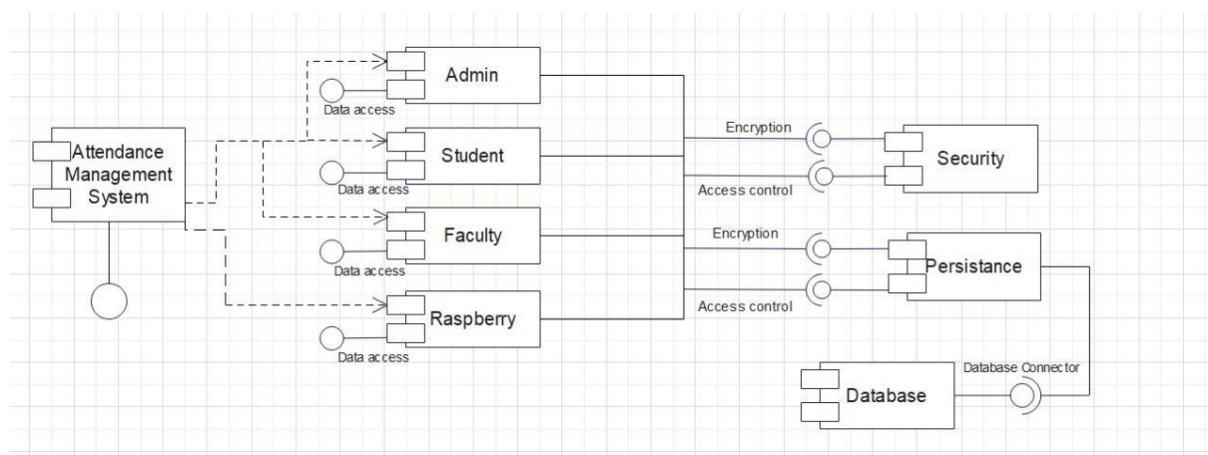 Admin
Data access
Attendance
Management
System
Student
Data access
Faculty
Data access
Raspberry
Data access
Encryption
Access control
Security
Encryption
Access control
Persistance
Database Connector
Database